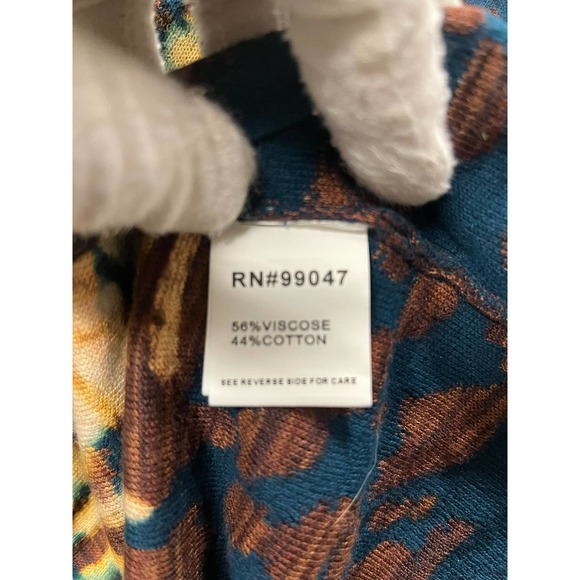 RN#99047
56%VISCOSE
44%COTTON
SEE REVERSE SIDE FOR CARE